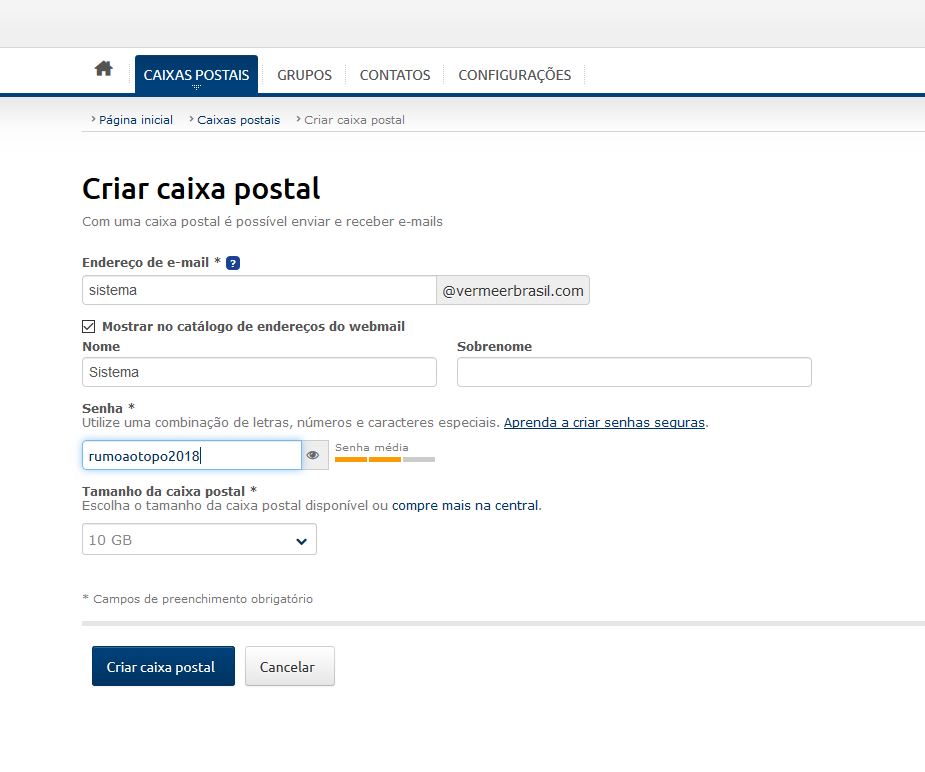 CAIXAS POSTAIS GRUPOS CONTATOS CONFIGURAÇÕES
Página inicial Caixas postais Criar caixa postal
Criar caixa postal
Com uma caixa postal é possível enviar e receber e-mails
Endereço de e-mail * ?
sistema @vermeerbrasil.com
Mostrar no catálogo de endereços do webmail
Nome Sobrenome
Sistema
Senha *
Utilize uma combinação de letras, números e caracteres especiais. Aprenda a criar senhas seguras.
rumoaotopo2018 Senha média
Tamanho da caixa postal *
Escolha o tamanho da caixa postal disponível ou compre mais na central.
10 GB
* Campos de preenchimento obrigatório
Criar caixa postal Cancelar